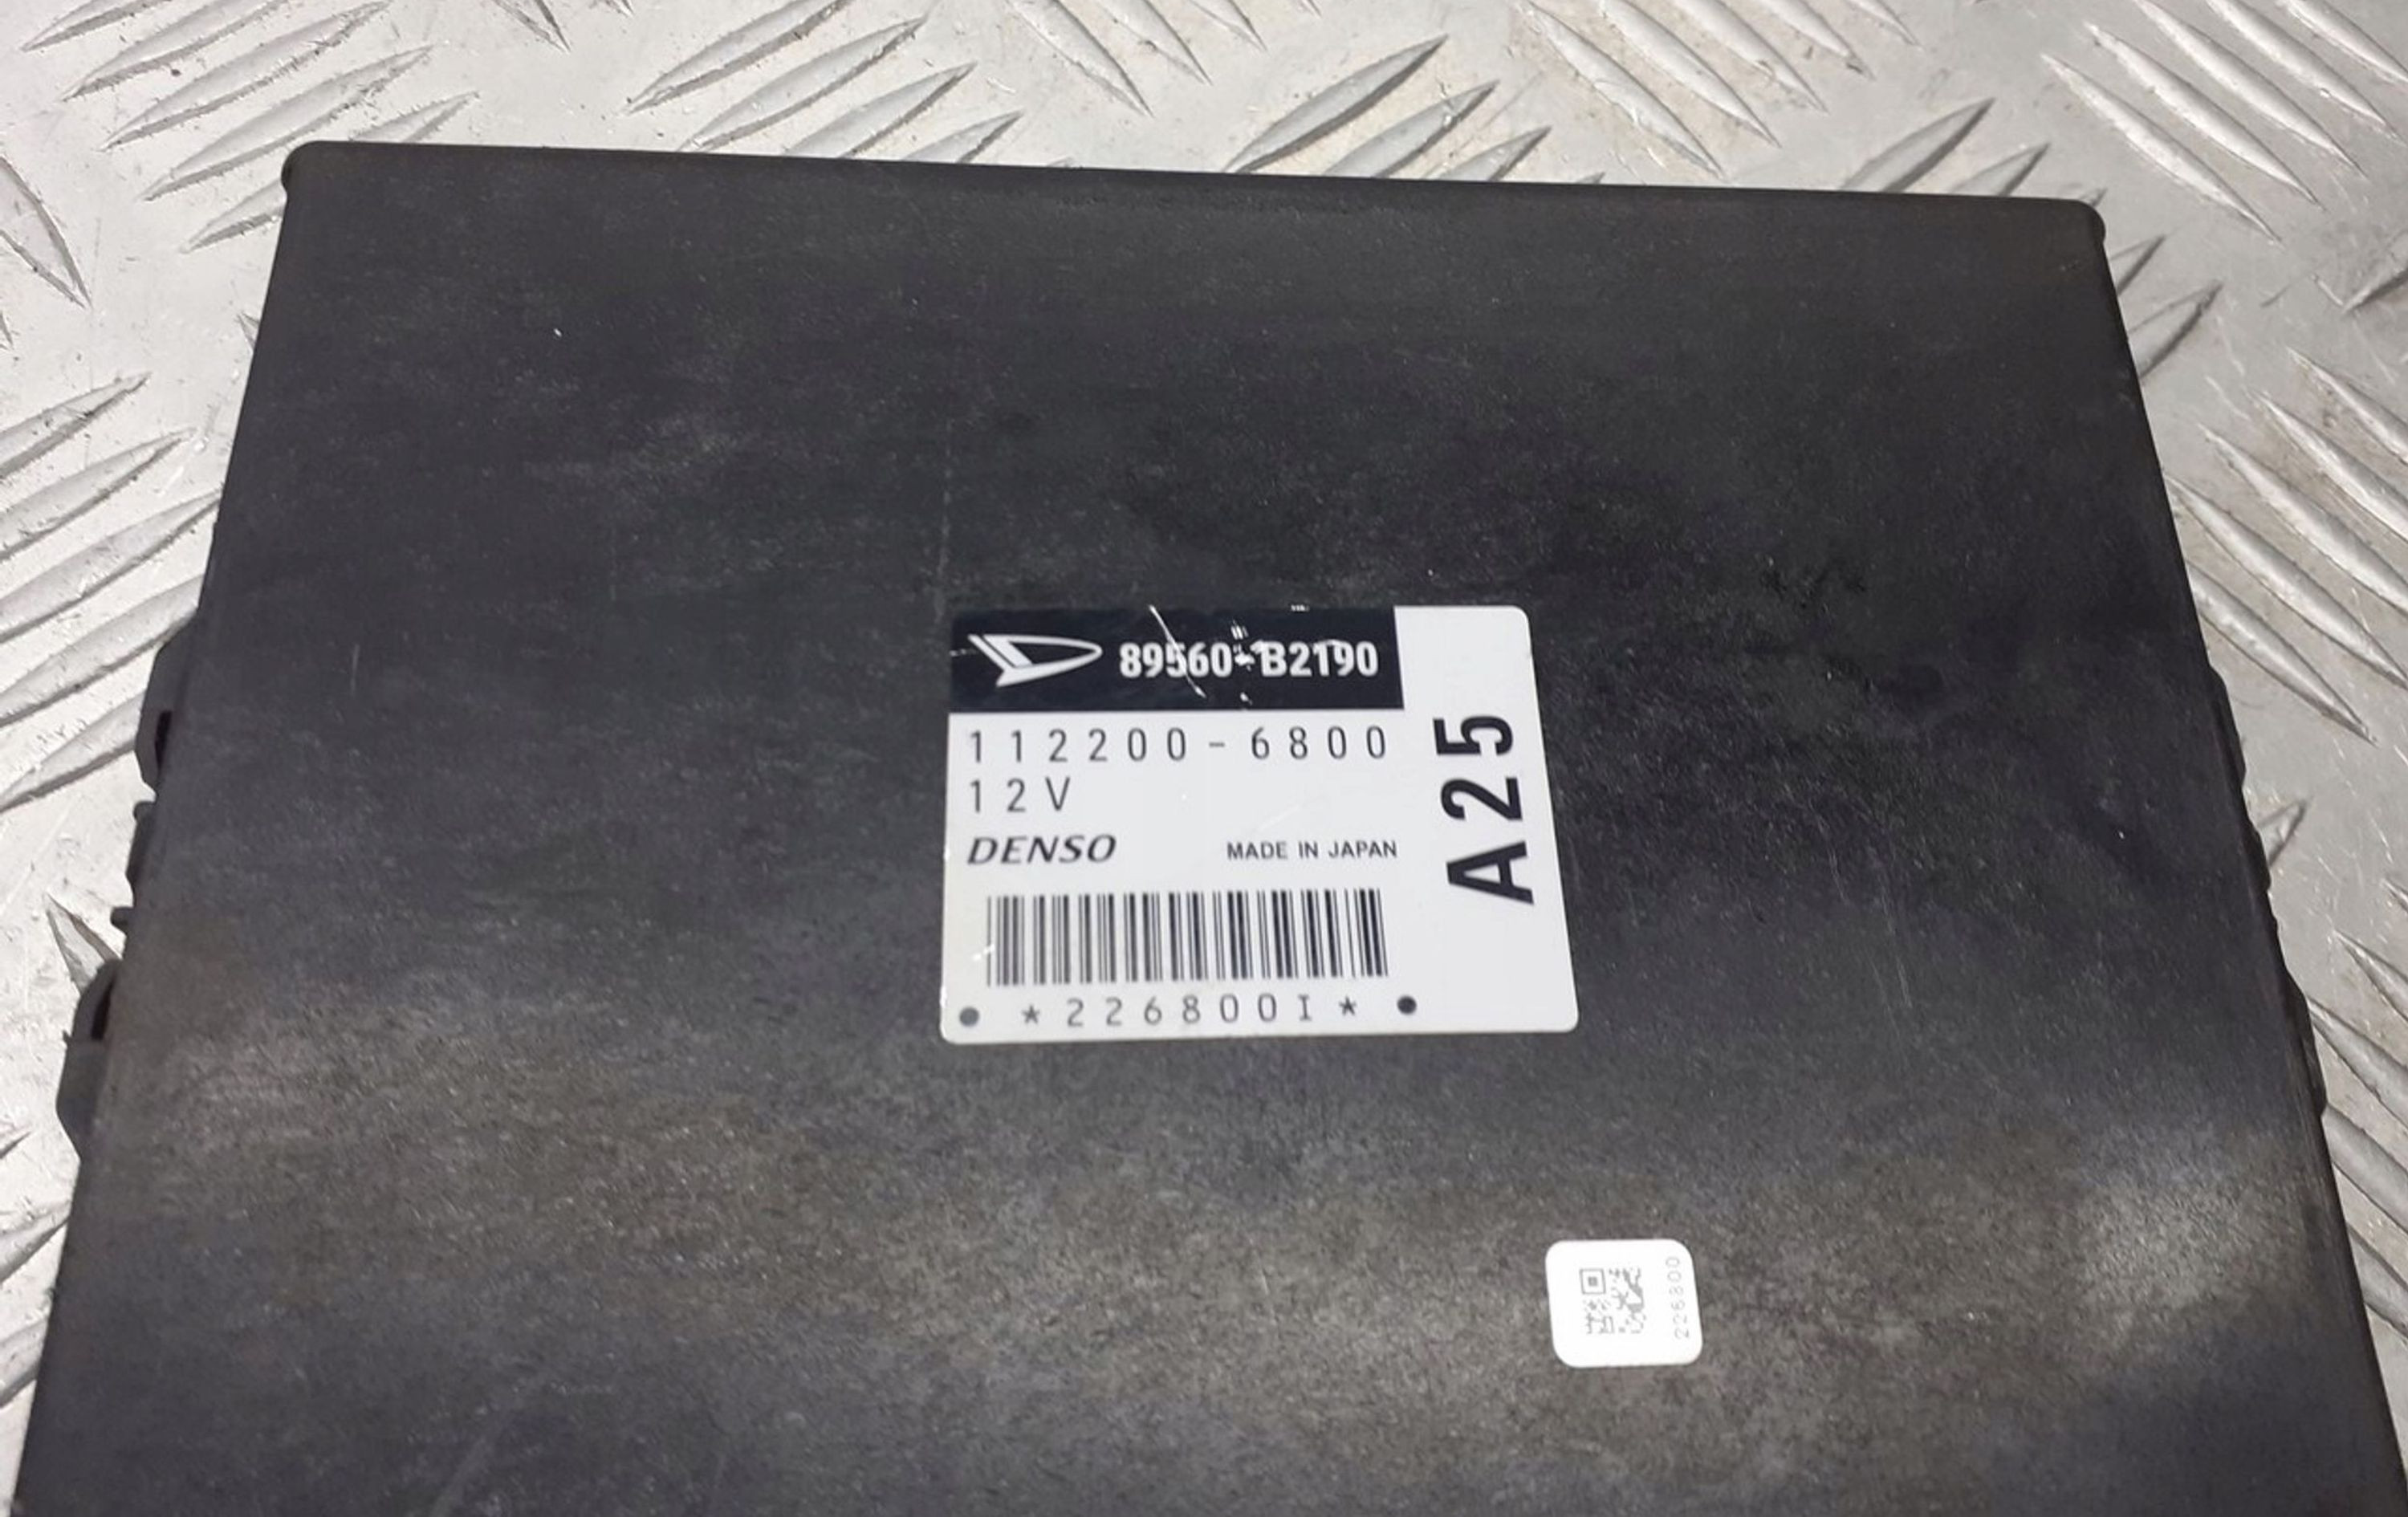 89560-B2190
112200-6800
12V
DENSO MADE IN JAPAN
*226800I*
A25
226800